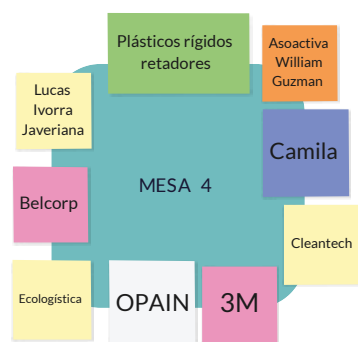 Plásticos rígidos
retadores
Asoactiva
William
Guzman
Lucas
Ivorra
Javeriana
Camila
MESA 4
Belcorp
Cleantech
Ecologística
OPAIN
3M